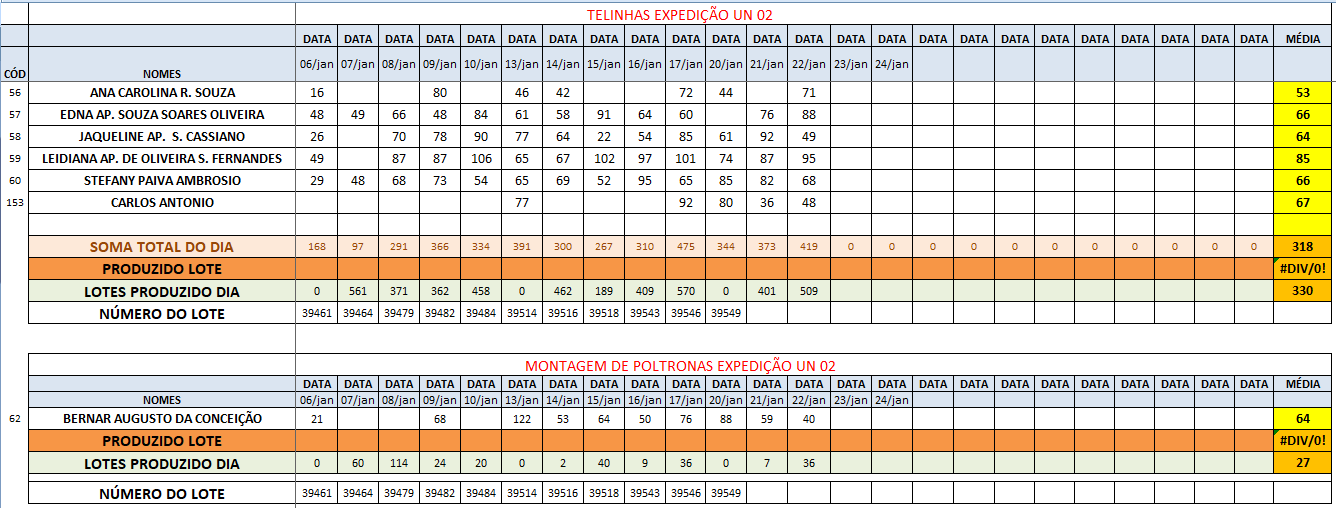 TELINHAS EXPEDIÇÃO UN 02
DATA DATA DATA DATA DATA DATA DATA DATA DATA DATA DATA DATA DATA DATA DATA DATA DATA DATA DATA DATA DATA DATA DATA MÉDIA
CÓD NOMES 06/jan 07/jan 08/jan 09/jan 10/jan 13/jan 14/jan 15/jan 16/jan 17/jan 20/jan 21/jan 22/jan 23/jan 24/jan
56 ANA CAROLINA R. SOUZA 16 80 46 42 72 44 71 53
57 EDNA AP. SOUZA SOARES OLIVEIRA 48 49 66 48 84 61 58 91 64 60 76 88 66
58 JAQUELINE AP. S. CASSIANO 26 70 78 90 77 64 22 54 85 61 92 49 64
59 LEIDIANA AP. DE OLIVEIRA S. FERNANDES 49 87 87 106 65 67 102 97 101 74 87 95 85
60 STEFANY PAIVA AMBROSIO 29 48 68 73 54 65 69 52 95 65 85 82 68 66
153 CARLOS ANTONIO 77 92 80 36 48 67
SOMA TOTAL DO DIA 168 97 291 366 334 391 300 267 310 475 344 373 419 0 0 0 0 0 0 0 0 0 0 318
PRODUZIDO LOTE #DIV/0!
LOTES PRODUZIDO DIA 0 561 371 362 458 0 462 189 409 570 0 401 509 330
NÚMERO DO LOTE 39461 39464 39479 39482 39484 39514 39516 39518 39543 39546 39549
MONTAGEM DE POLTRONAS EXPEDIÇÃO UN 02
DATA DATA DATA DATA DATA DATA DATA DATA DATA DATA DATA DATA DATA DATA DATA DATA DATA DATA DATA DATA DATA DATA DATA MÉDIA
NOMES 06/jan 07/jan 08/jan 09/jan 10/jan 13/jan 14/jan 15/jan 16/jan 17/jan 20/jan 21/jan 22/jan 23/jan 24/jan
62 BERNAR AUGUSTO DA CONCEIÇÃO 21 68 122 53 64 50 76 88 59 40 64
PRODUZIDO LOTE #DIV/0!
LOTES PRODUZIDO DIA 0 60 114 24 20 0 2 40 9 36 0 7 36 27
NÚMERO DO LOTE 39461 39464 39479 39482 39484 39514 39516 39518 39543 39546 39549